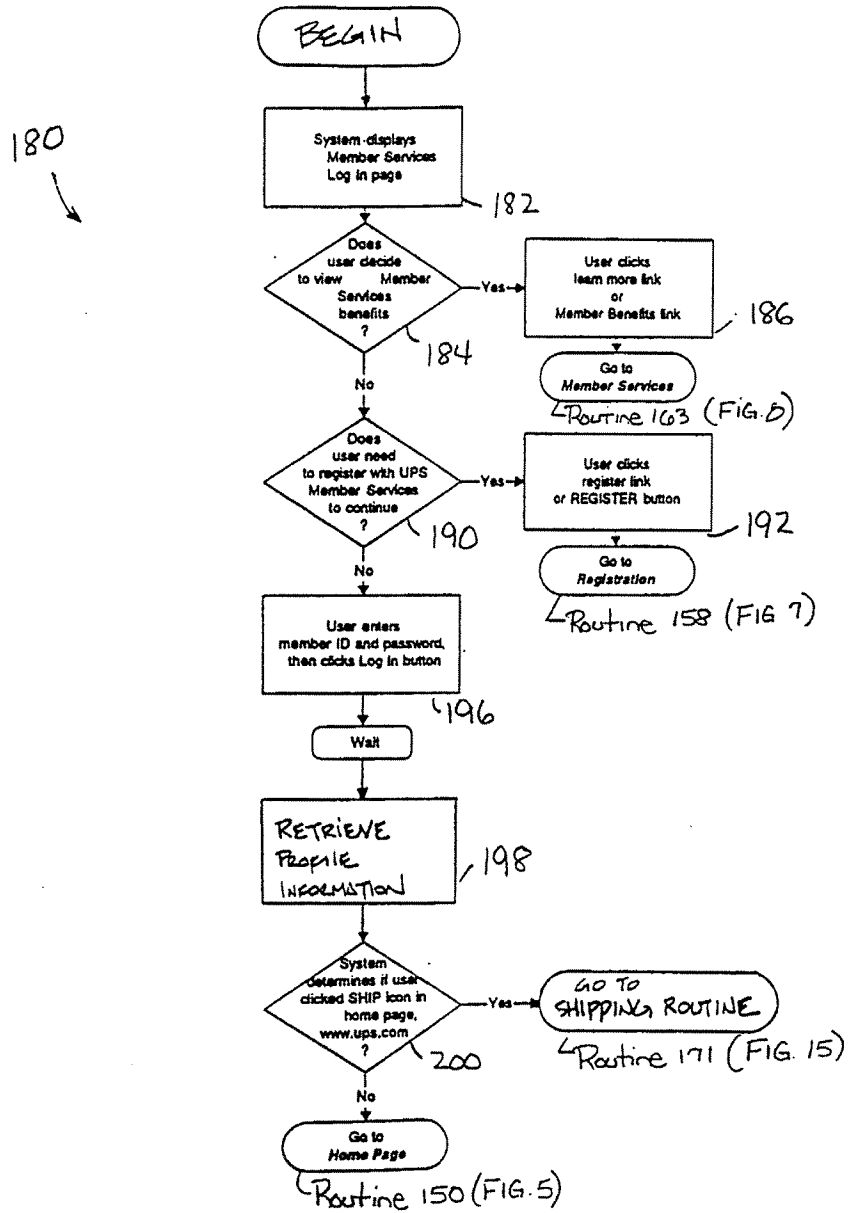 BEGIN
180
System displays
Member Services
Log In page
182
Does
user decide
to view Member
Services
benefits
?
184
Yes
User clicks
learn more link
or
Member Benefits link
186
Go to
Member Services
Routine 163 (FIG. 8)
No
Does
user need
to register with UPS
Member Services
to continue
?
190
Yes
User clicks
register link
or REGISTER button
192
Go to
Registration
Routine 158 (FIG 7)
No
User enters
member ID and password,
then clicks Log In button
196
Wait
RETRIEVE
PROFILE
INFORMATION
198
System
determines if user
clicked SHIP icon in
home page,
www.ups.com
?
200
Yes
GO TO
SHIPPING ROUTINE
Routine 171 (FIG. 15)
No
Go to
Home Page
Routine 150 (FIG. 5)